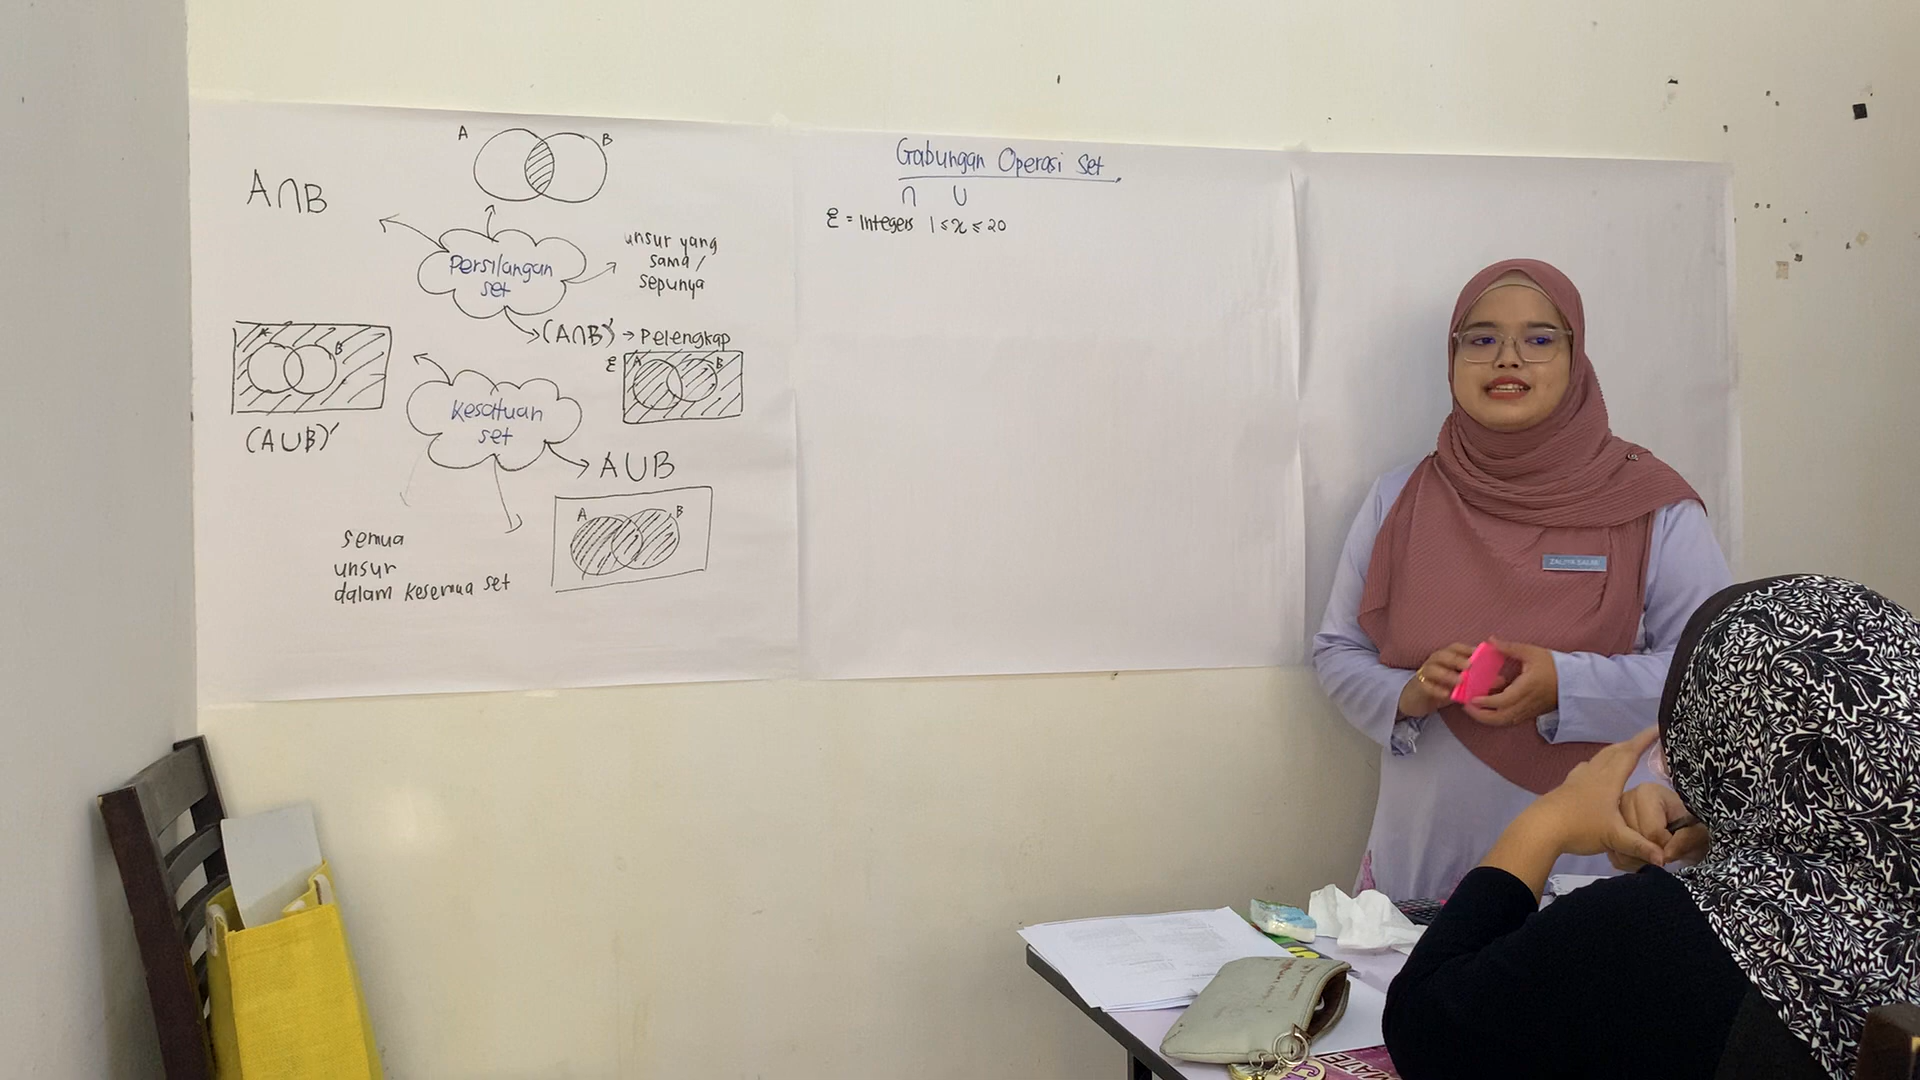 A B
A∩B
Persilangan
set
unsur yang
sama /
sepunya
(A∩B)' → Pelengkap
A B
ξ A B
(A∪B)'
Kesatuan
set
A∪B
A B
semua
unsur
dalam kesemua set
Gabungan Operasi Set
∩ ∪
ξ = Integers 1 ≤ x ≤ 20